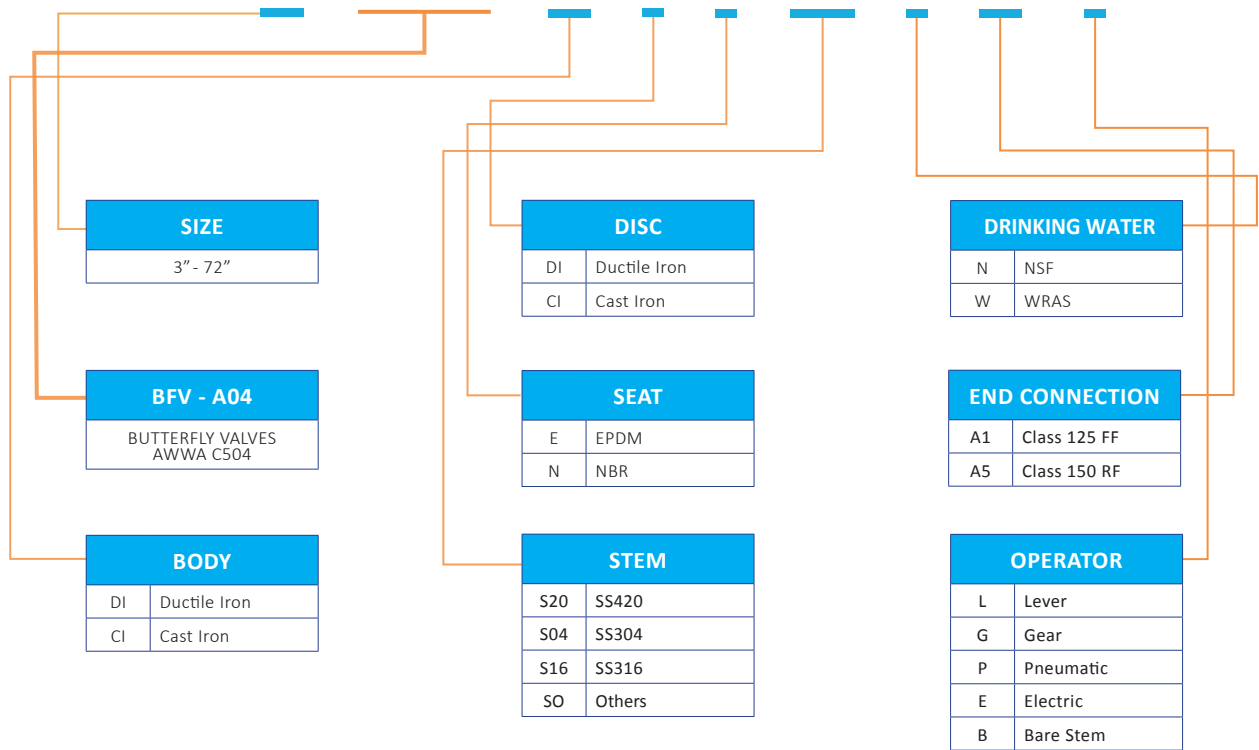 SIZE
3” - 72”
BFV - A04
BUTTERFLY VALVES
AWWA C504
BODY
DI Ductile Iron
CI Cast Iron
DISC
DI Ductile Iron
CI Cast Iron
SEAT
E EPDM
N NBR
STEM
S20 SS420
S04 SS304
S16 SS316
SO Others
DRINKING WATER
N NSF
W WRAS
END CONNECTION
A1 Class 125 FF
A5 Class 150 RF
OPERATOR
L Lever
G Gear
P Pneumatic
E Electric
B Bare Stem